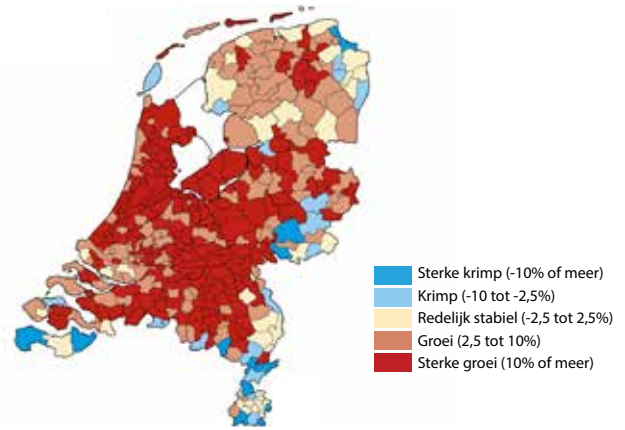 Sterke krimp (-10% of meer)
Krimp (-10 tot -2,5%)
Redelijk stabiel (-2,5 tot 2,5%)
Groei (2,5 tot 10%)
Sterke groei (10% of meer)